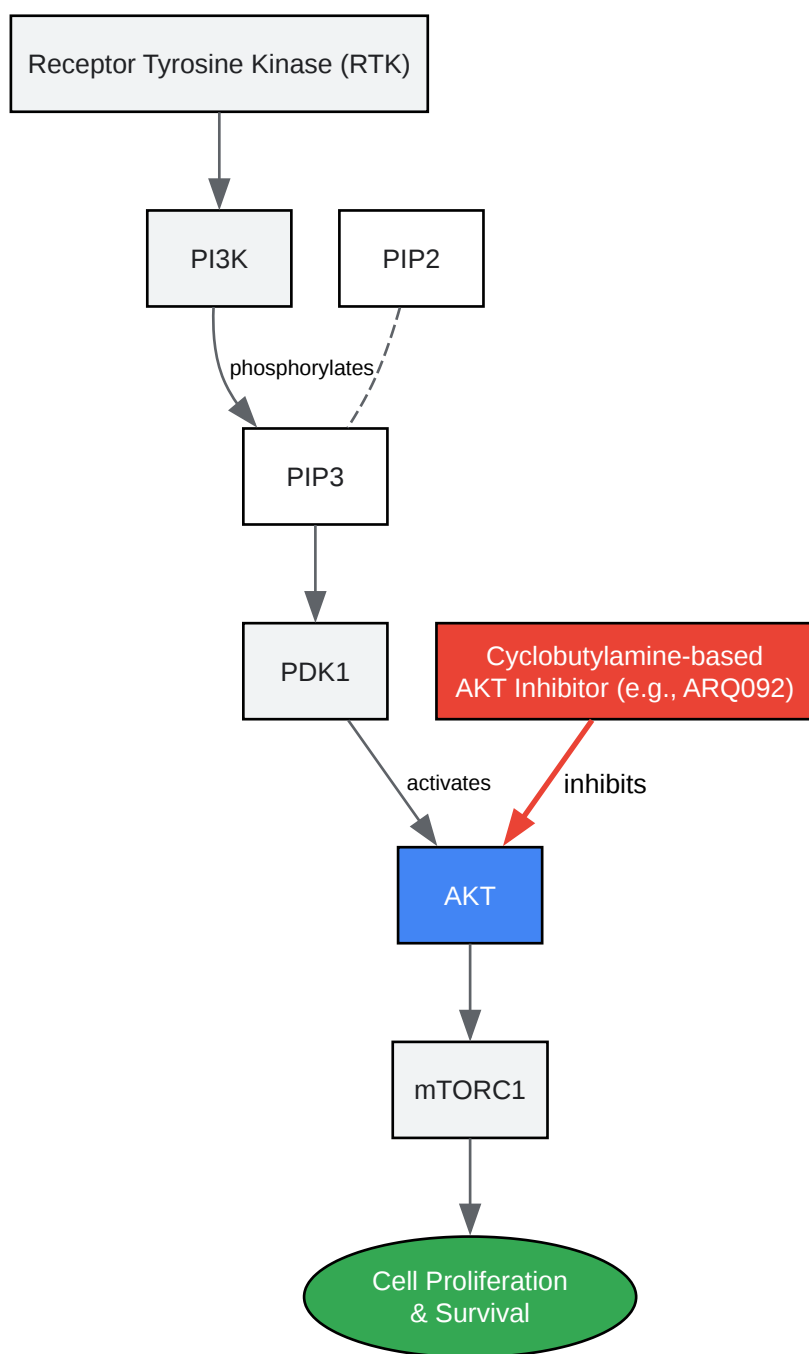 Receptor Tyrosine Kinase (RTK)
PI3K
PIP2
phosphorylates
PIP3
PDK1
Cyclobutylamine-based
AKT Inhibitor (e.g., ARQ092)
activates
inhibits
AKT
mTORC1
Cell Proliferation
& Survival